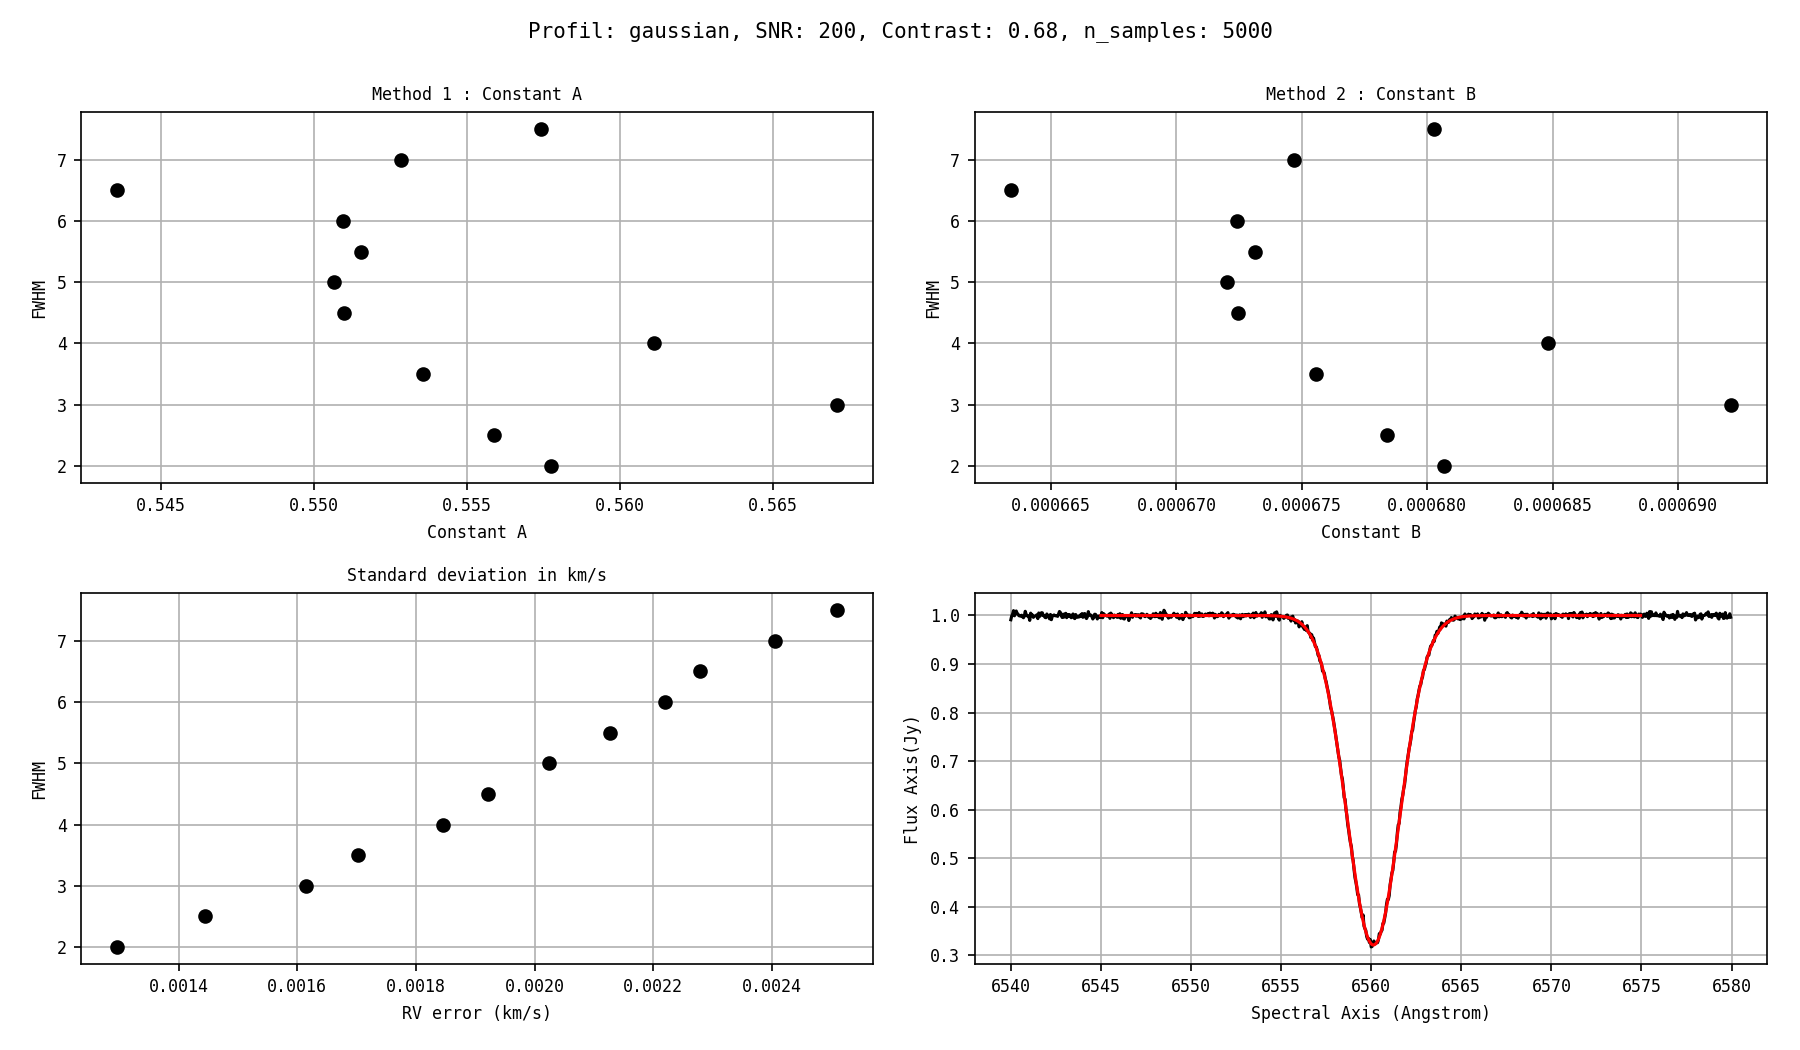 Profil: gaussian, SNR: 200, Contrast: 0.68, n_samples: 5000
Method 1 : Constant A
FWHM
7
6
5
4
3
2
0.545 0.550 0.555 0.560 0.565
Constant A
Method 2 : Constant B
FWHM
7
6
5
4
3
2
0.000665 0.000670 0.000675 0.000680 0.000685 0.000690
Constant B
Standard deviation in km/s
FWHM
7
6
5
4
3
2
0.0014 0.0016 0.0018 0.0020 0.0022 0.0024
RV error (km/s)
Flux Axis(Jy)
1.0
0.9
0.8
0.7
0.6
0.5
0.4
0.3
6540 6545 6550 6555 6560 6565 6570 6575 6580
Spectral Axis (Angstrom)